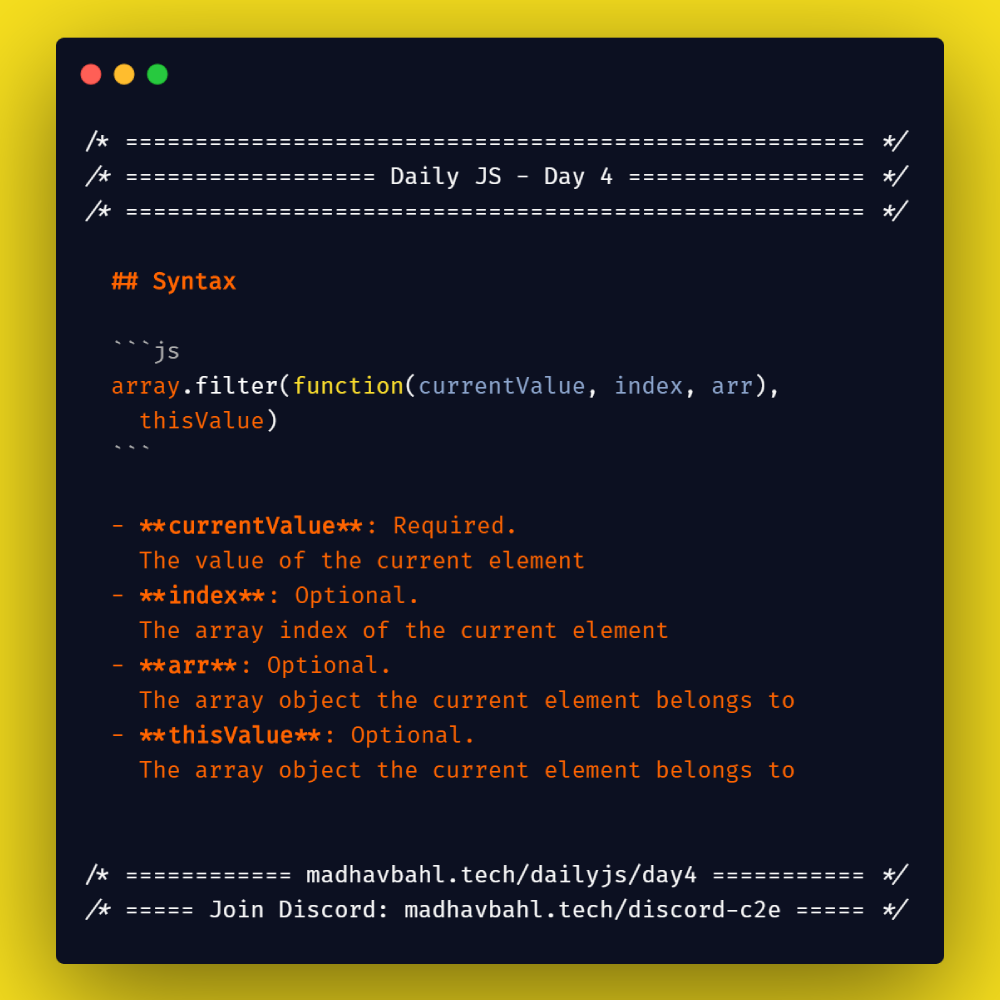 /* ===================================================== */
/* ================== Daily JS - Day 4 ================= */
/* ===================================================== */
## Syntax
```js
array.filter(function(currentValue, index, arr),
thisValue)
```
- **currentValue**: Required.
The value of the current element
- **index**: Optional.
The array index of the current element
- **arr**: Optional.
The array object the current element belongs to
- **thisValue**: Optional.
The array object the current element belongs to
/* ============ madhavbahl.tech/dailyjs/day4 =========== */
/* ===== Join Discord: madhavbahl.tech/discord-c2e ===== */